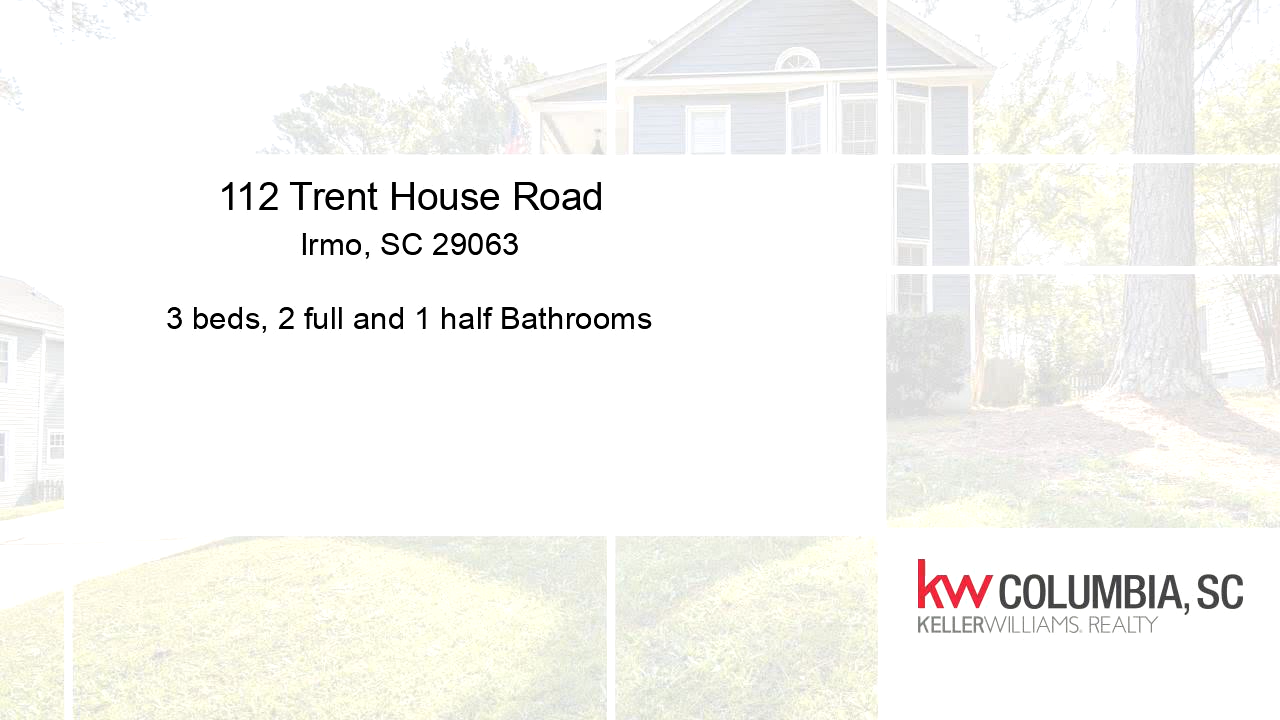 112 Trent House Road
Irmo, SC 29063
3 beds, 2 full and 1 half Bathrooms
kw COLUMBIA, SC
KELLERWILLIAMS. REALTY